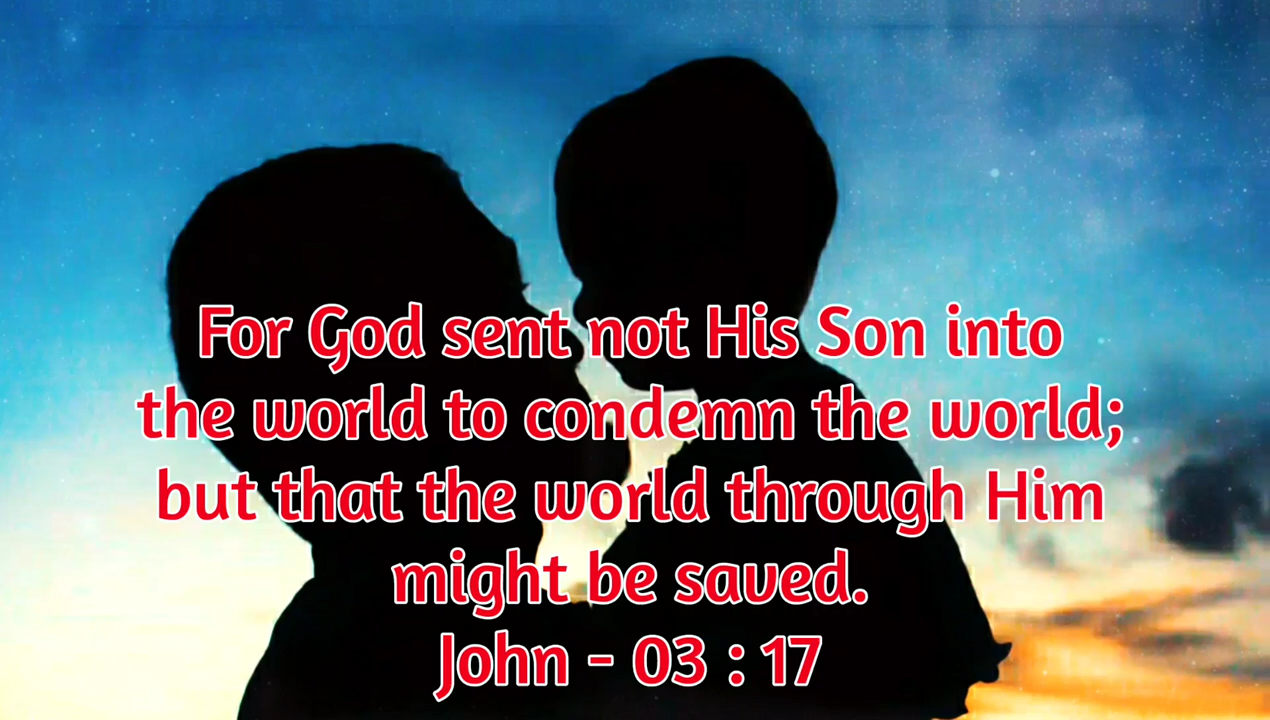 For God sent not His Son into
the world to condemn the world;
but that the world through Him
might be saved.
John - 03 : 17